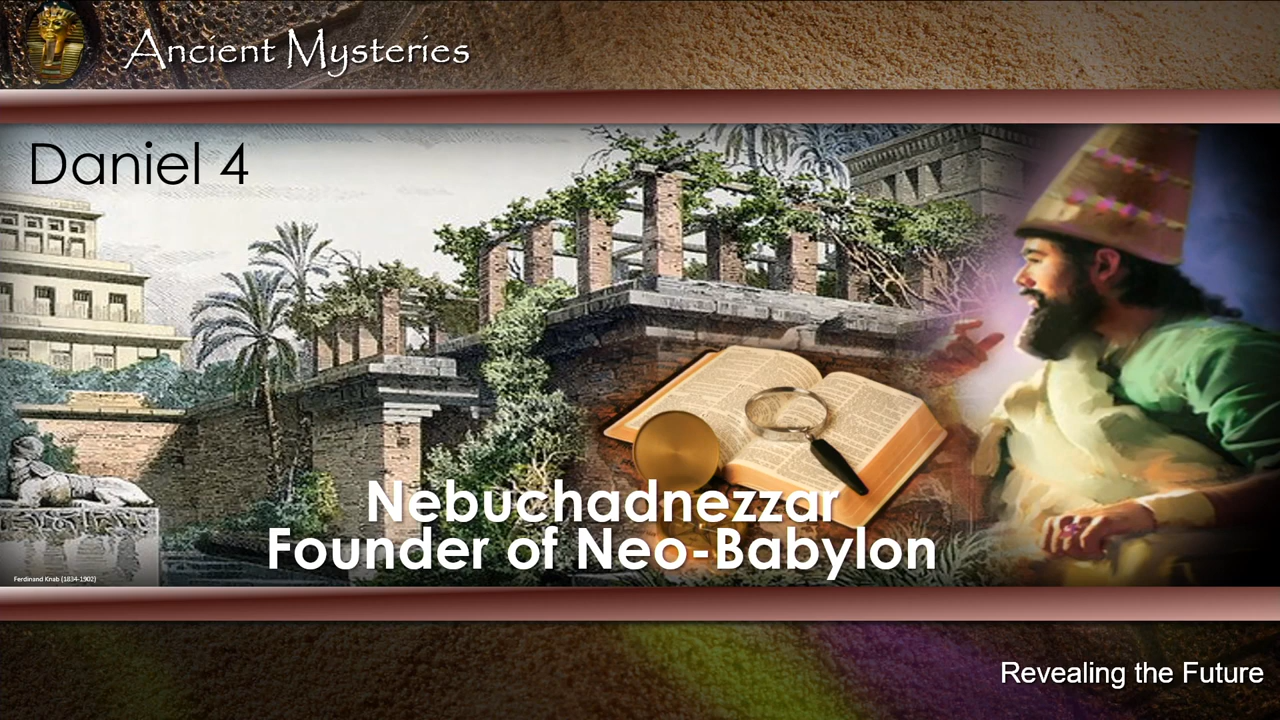 Ancient Mysteries
Daniel 4
Nebuchadnezzar
Founder of Neo-Babylon
Ferdinand Knab (1834-1902)
Revealing the Future